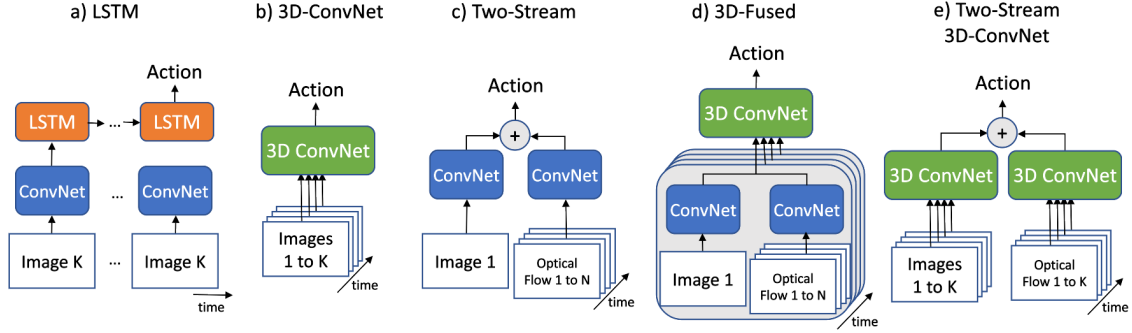 a) LSTM
Action
LSTM
...
LSTM
ConvNet
...
ConvNet
Image K
...
Image K
time
b) 3D-ConvNet
Action
3D ConvNet
Images
1 to K
time
c) Two-Stream
Action
+
ConvNet
ConvNet
Image 1
Optical
Flow 1 to N
time
d) 3D-Fused
Action
3D ConvNet
ConvNet
ConvNet
Image 1
Optical
Flow 1 to N
time
e) Two-Stream
3D-ConvNet
Action
+
3D ConvNet
3D ConvNet
Images
1 to K
Optical
Flow 1 to K
time